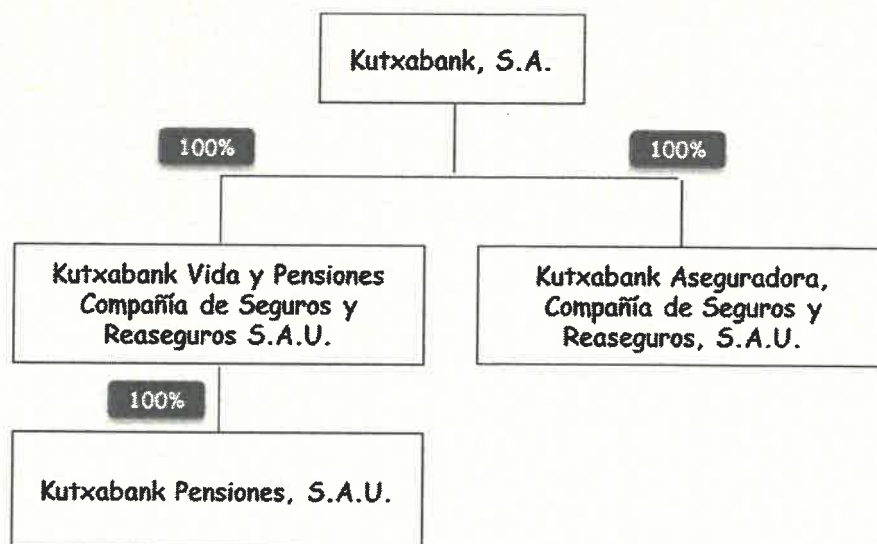 Kutxabank, S.A.
100%
100%
Kutxabank Vida y Pensiones
Compañía de Seguros y
Reaseguros S.A.U.
Kutxabank Aseguradora,
Compañía de Seguros y
Reaseguros, S.A.U.
100%
Kutxabank Pensiones, S.A.U.